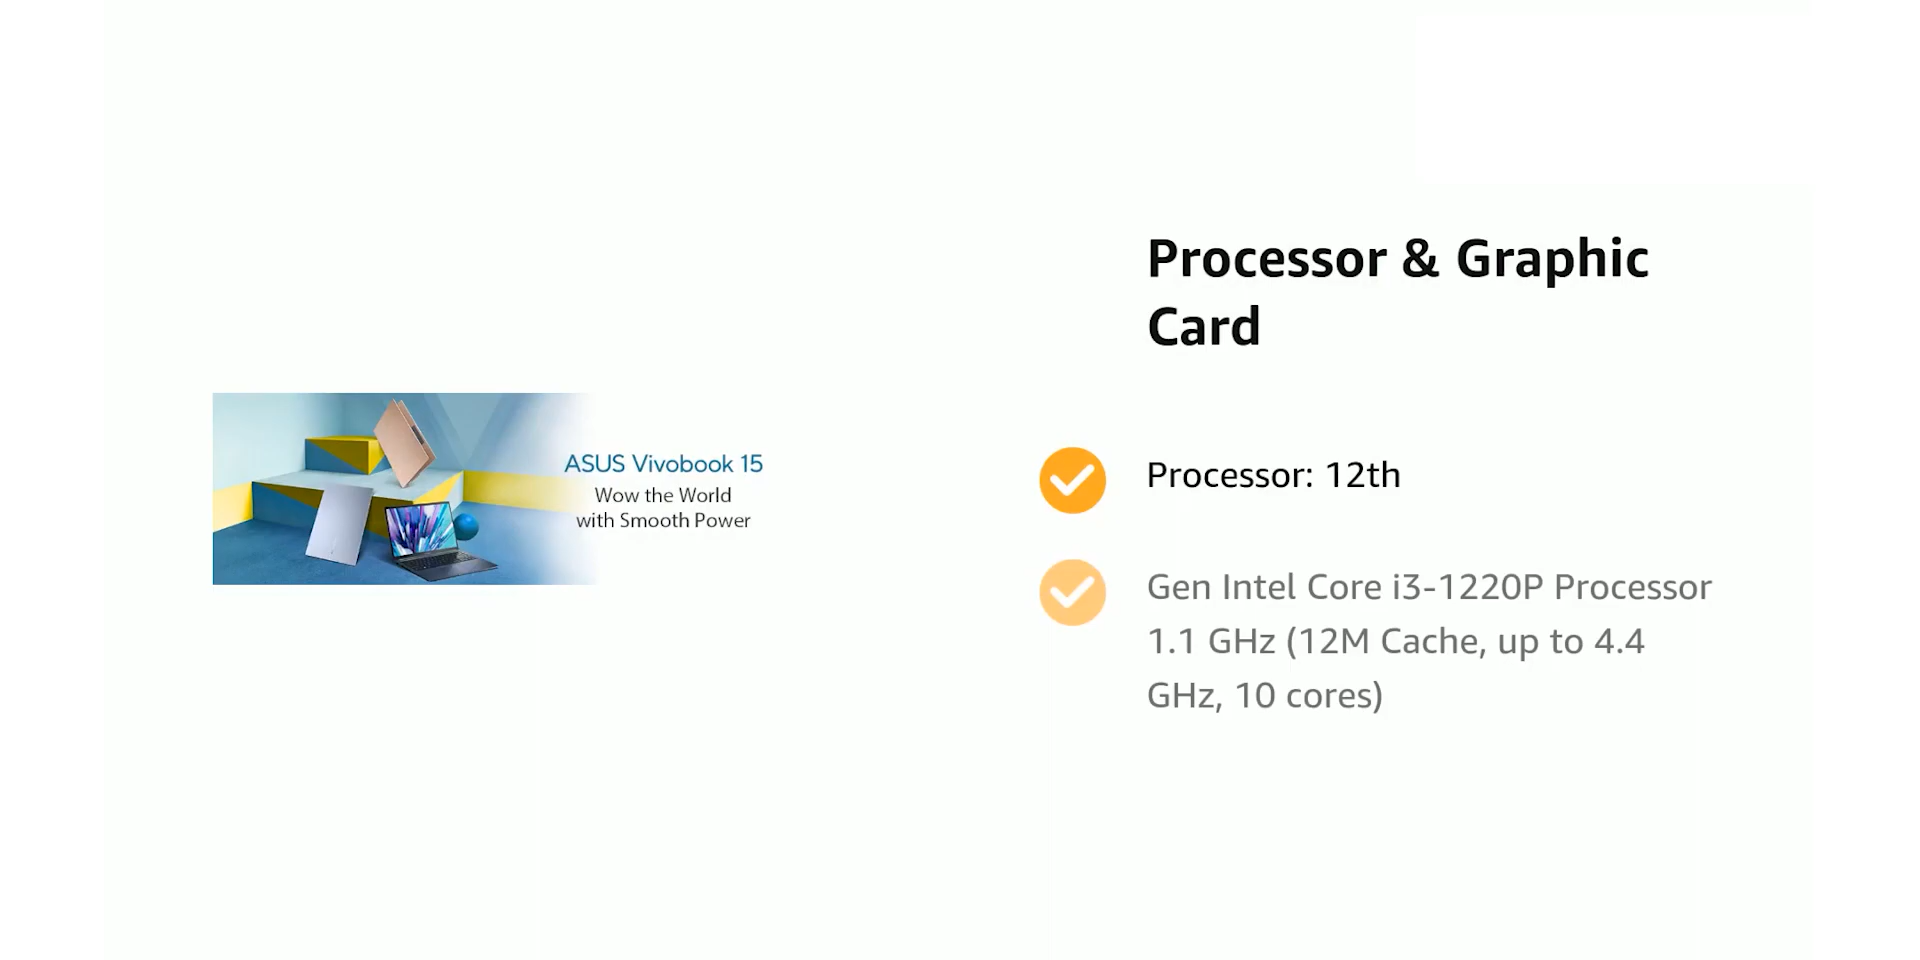 Processor & Graphic
Card
ASUS Vivobook 15
Wow the World
with Smooth Power
Processor: 12th
Gen Intel Core i3-1220P Processor
1.1 GHz (12M Cache, up to 4.4
GHz, 10 cores)